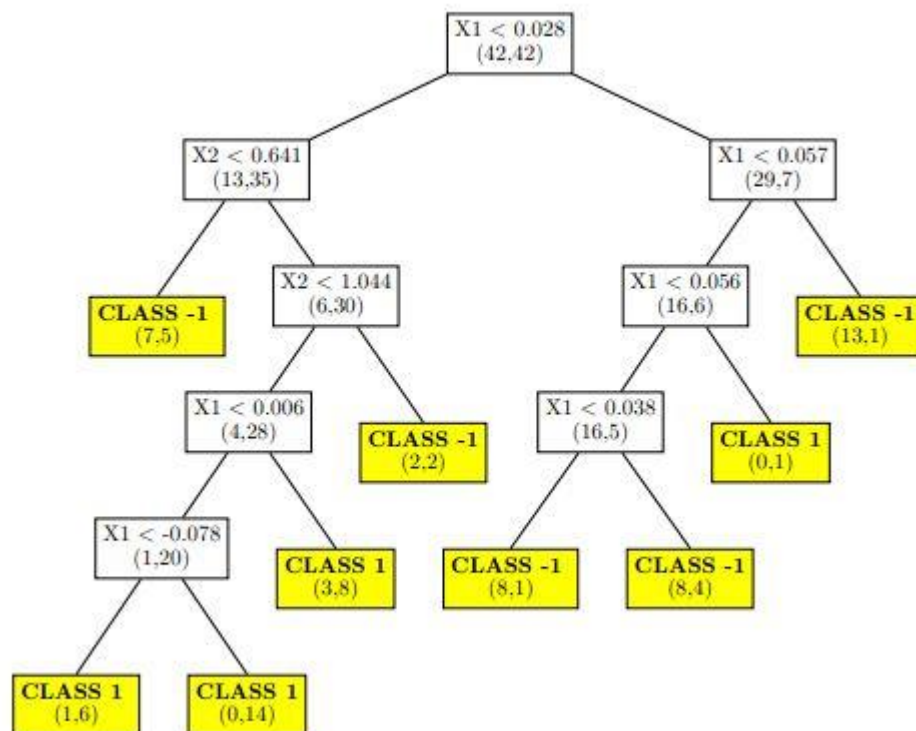 X1 < 0.028
(42,42)
X2 < 0.641
(13,35)
X1 < 0.057
(29,7)
CLASS -1
(7,5)
X2 < 1.044
(6,30)
X1 < 0.056
(16,6)
CLASS -1
(13,1)
X1 < 0.006
(4,28)
CLASS -1
(2,2)
X1 < 0.038
(16,5)
CLASS 1
(0,1)
X1 < -0.078
(1,20)
CLASS 1
(3,8)
CLASS -1
(8,1)
CLASS -1
(8,4)
CLASS 1
(1,6)
CLASS 1
(0,14)